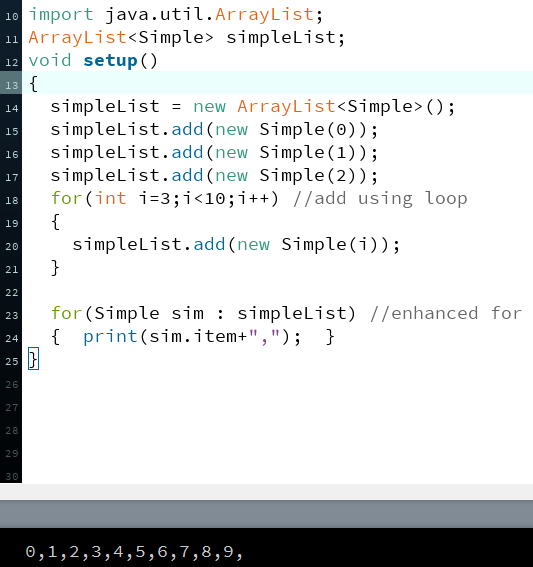 10 import java.util.ArrayList;
11 ArrayList<Simple> simpleList;
12 void setup()
13 {
14   simpleList = new ArrayList<Simple>();
15   simpleList.add(new Simple(0));
16   simpleList.add(new Simple(1));
17   simpleList.add(new Simple(2));
18   for(int i=3;i<10;i++) //add using loop
19   {
20     simpleList.add(new Simple(i));
21   }
22
23   for(Simple sim : simpleList) //enhanced for
24   {  print(sim.item+",");  }
25 }
26
27
28
29
30
0,1,2,3,4,5,6,7,8,9,